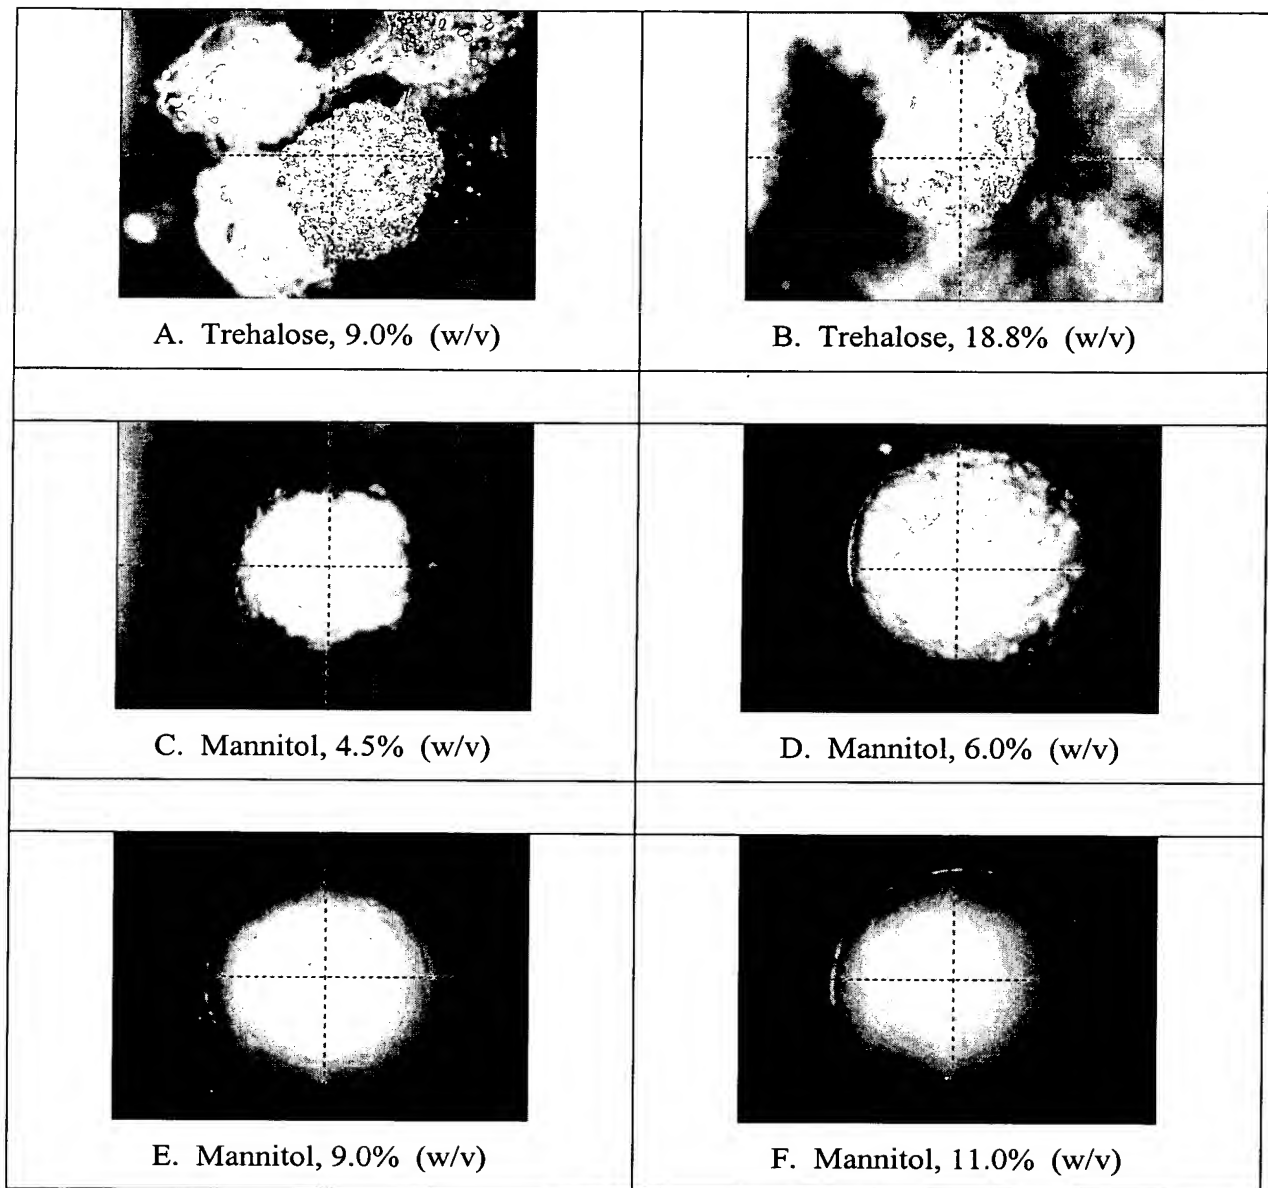 A. Trehalose, 9.0% (w/v)
B. Trehalose, 18.8% (w/v)
C. Mannitol, 4.5% (w/v)
D. Mannitol, 6.0% (w/v)
E. Mannitol, 9.0% (w/v)
F. Mannitol, 11.0% (w/v)